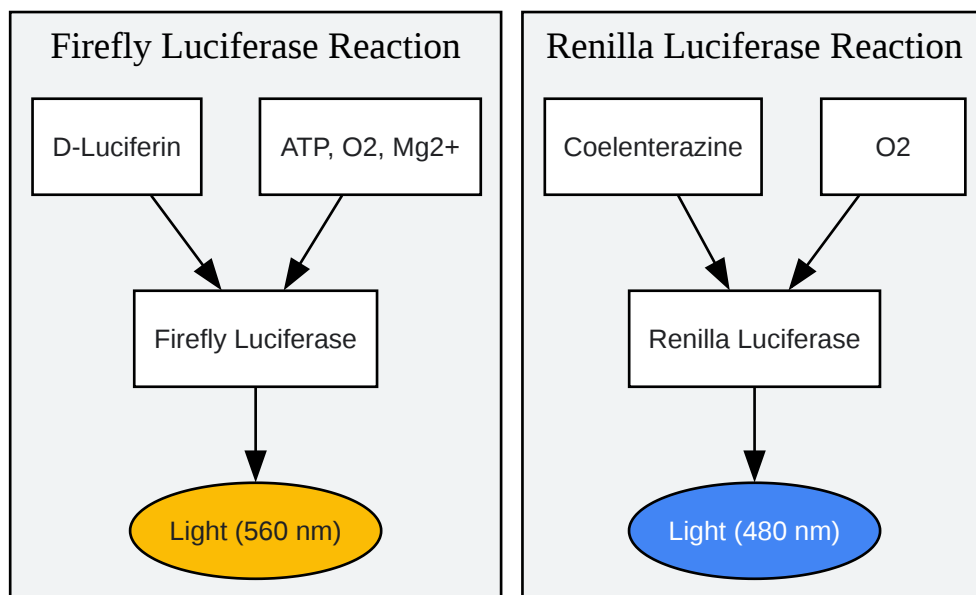 Firefly Luciferase Reaction
D-Luciferin
ATP, O2, Mg2+
Firefly Luciferase
Light (560 nm)
Renilla Luciferase Reaction
Coelenterazine
O2
Renilla Luciferase
Light (480 nm)